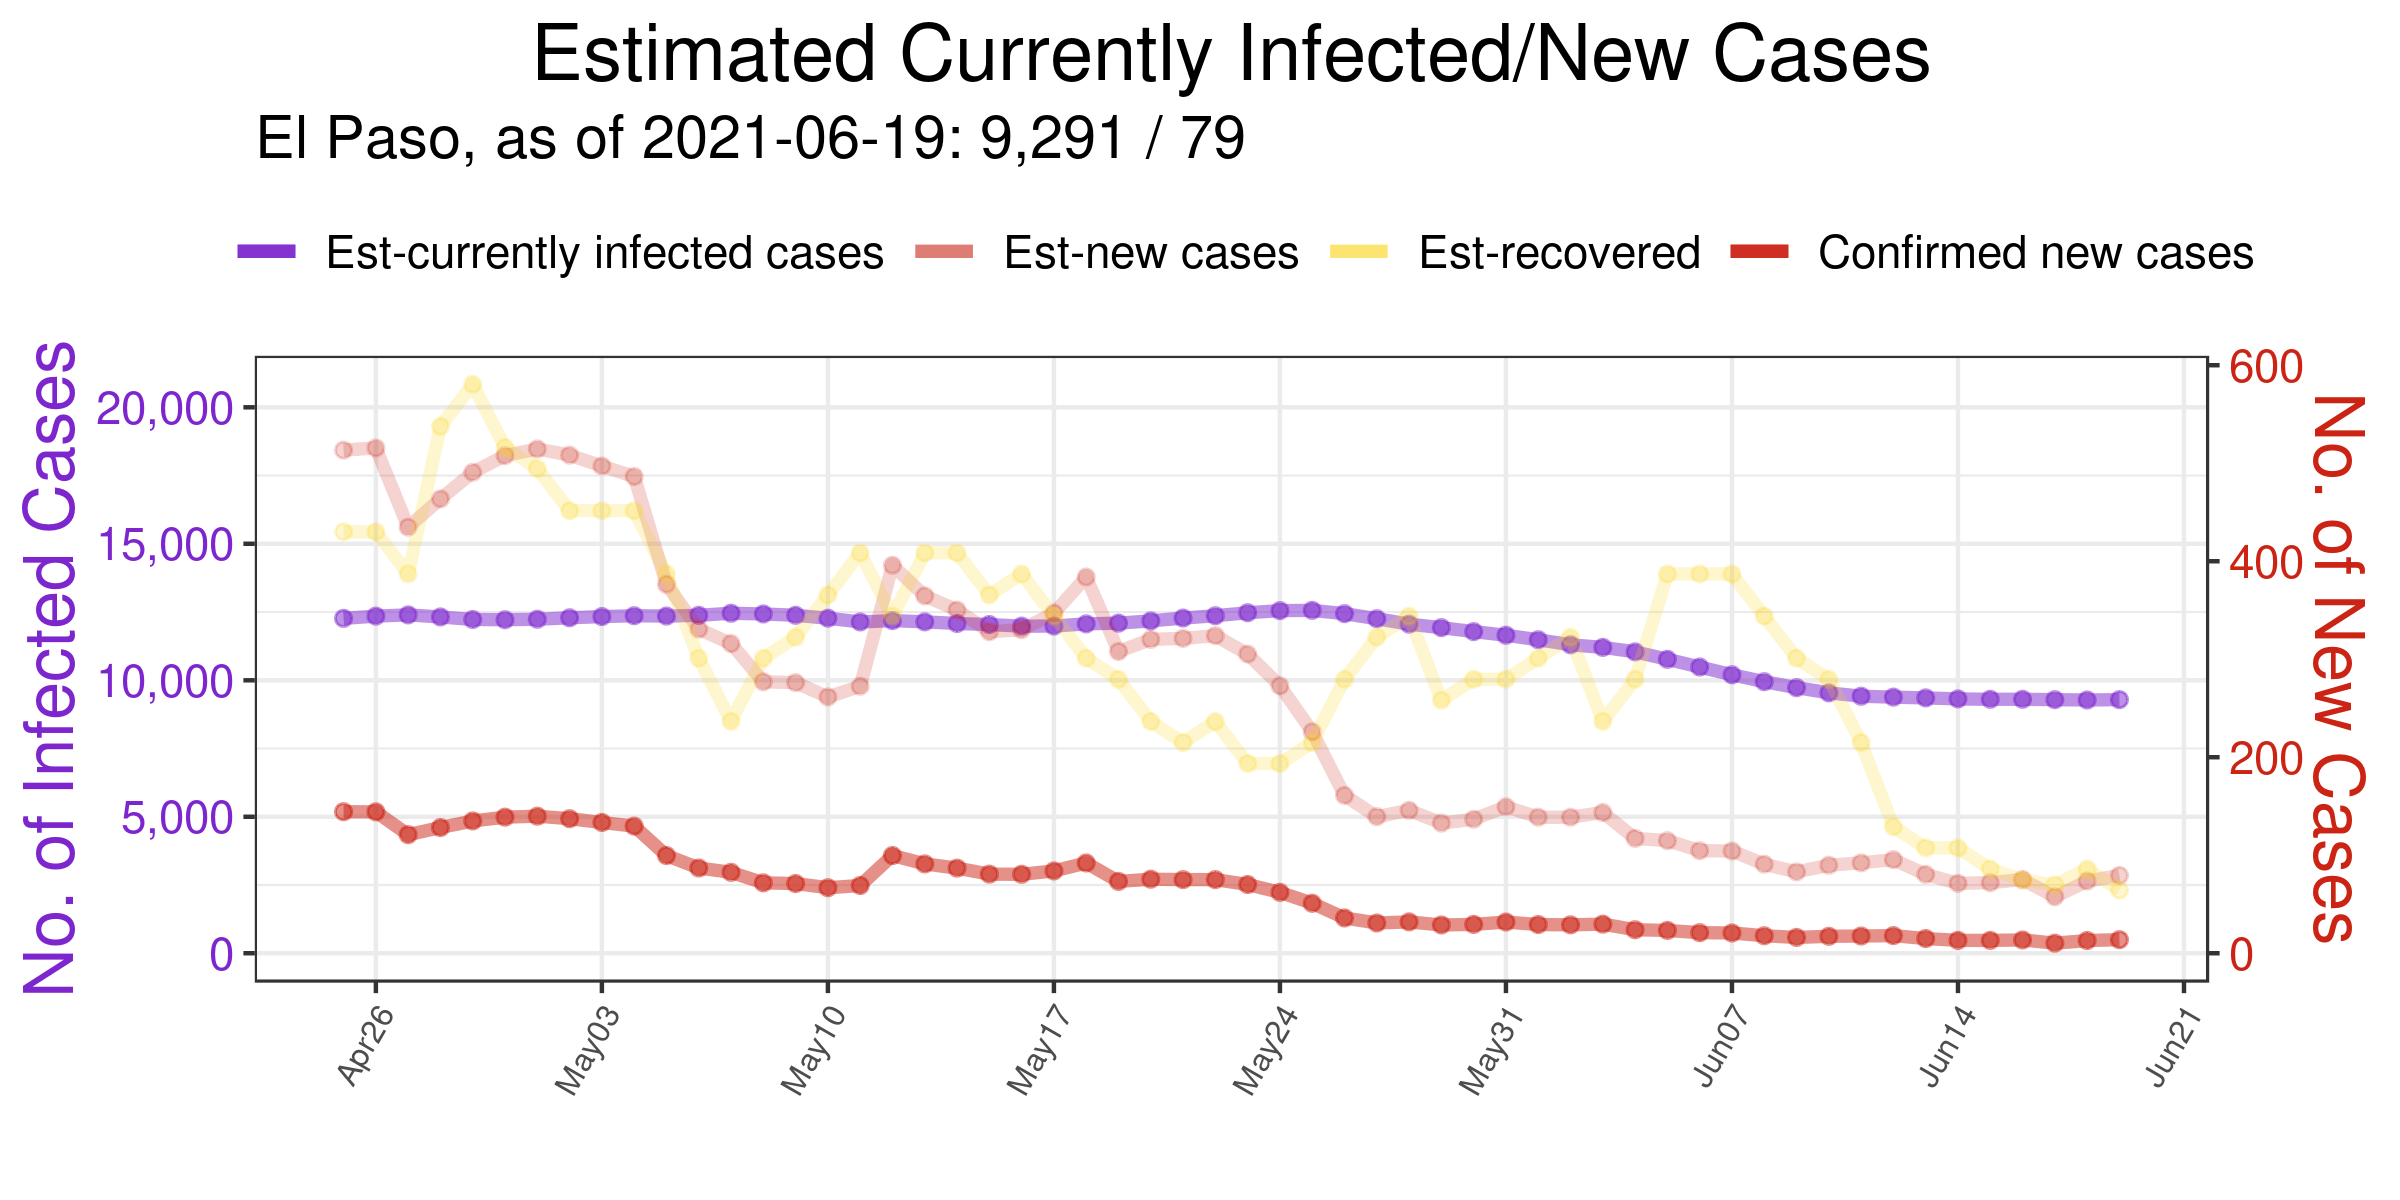 Estimated Currently Infected/New Cases
El Paso, as of 2021-06-19: 9,291 / 79
Est-currently infected cases Est-new cases Est-recovered Confirmed new cases
No. of Infected Cases
20,000
15,000
10,000
5,000
0
600
400
200
0
No. of New Cases
Apr26 May03 May10 May17 May24 May31 Jun07 Jun14 Jun21